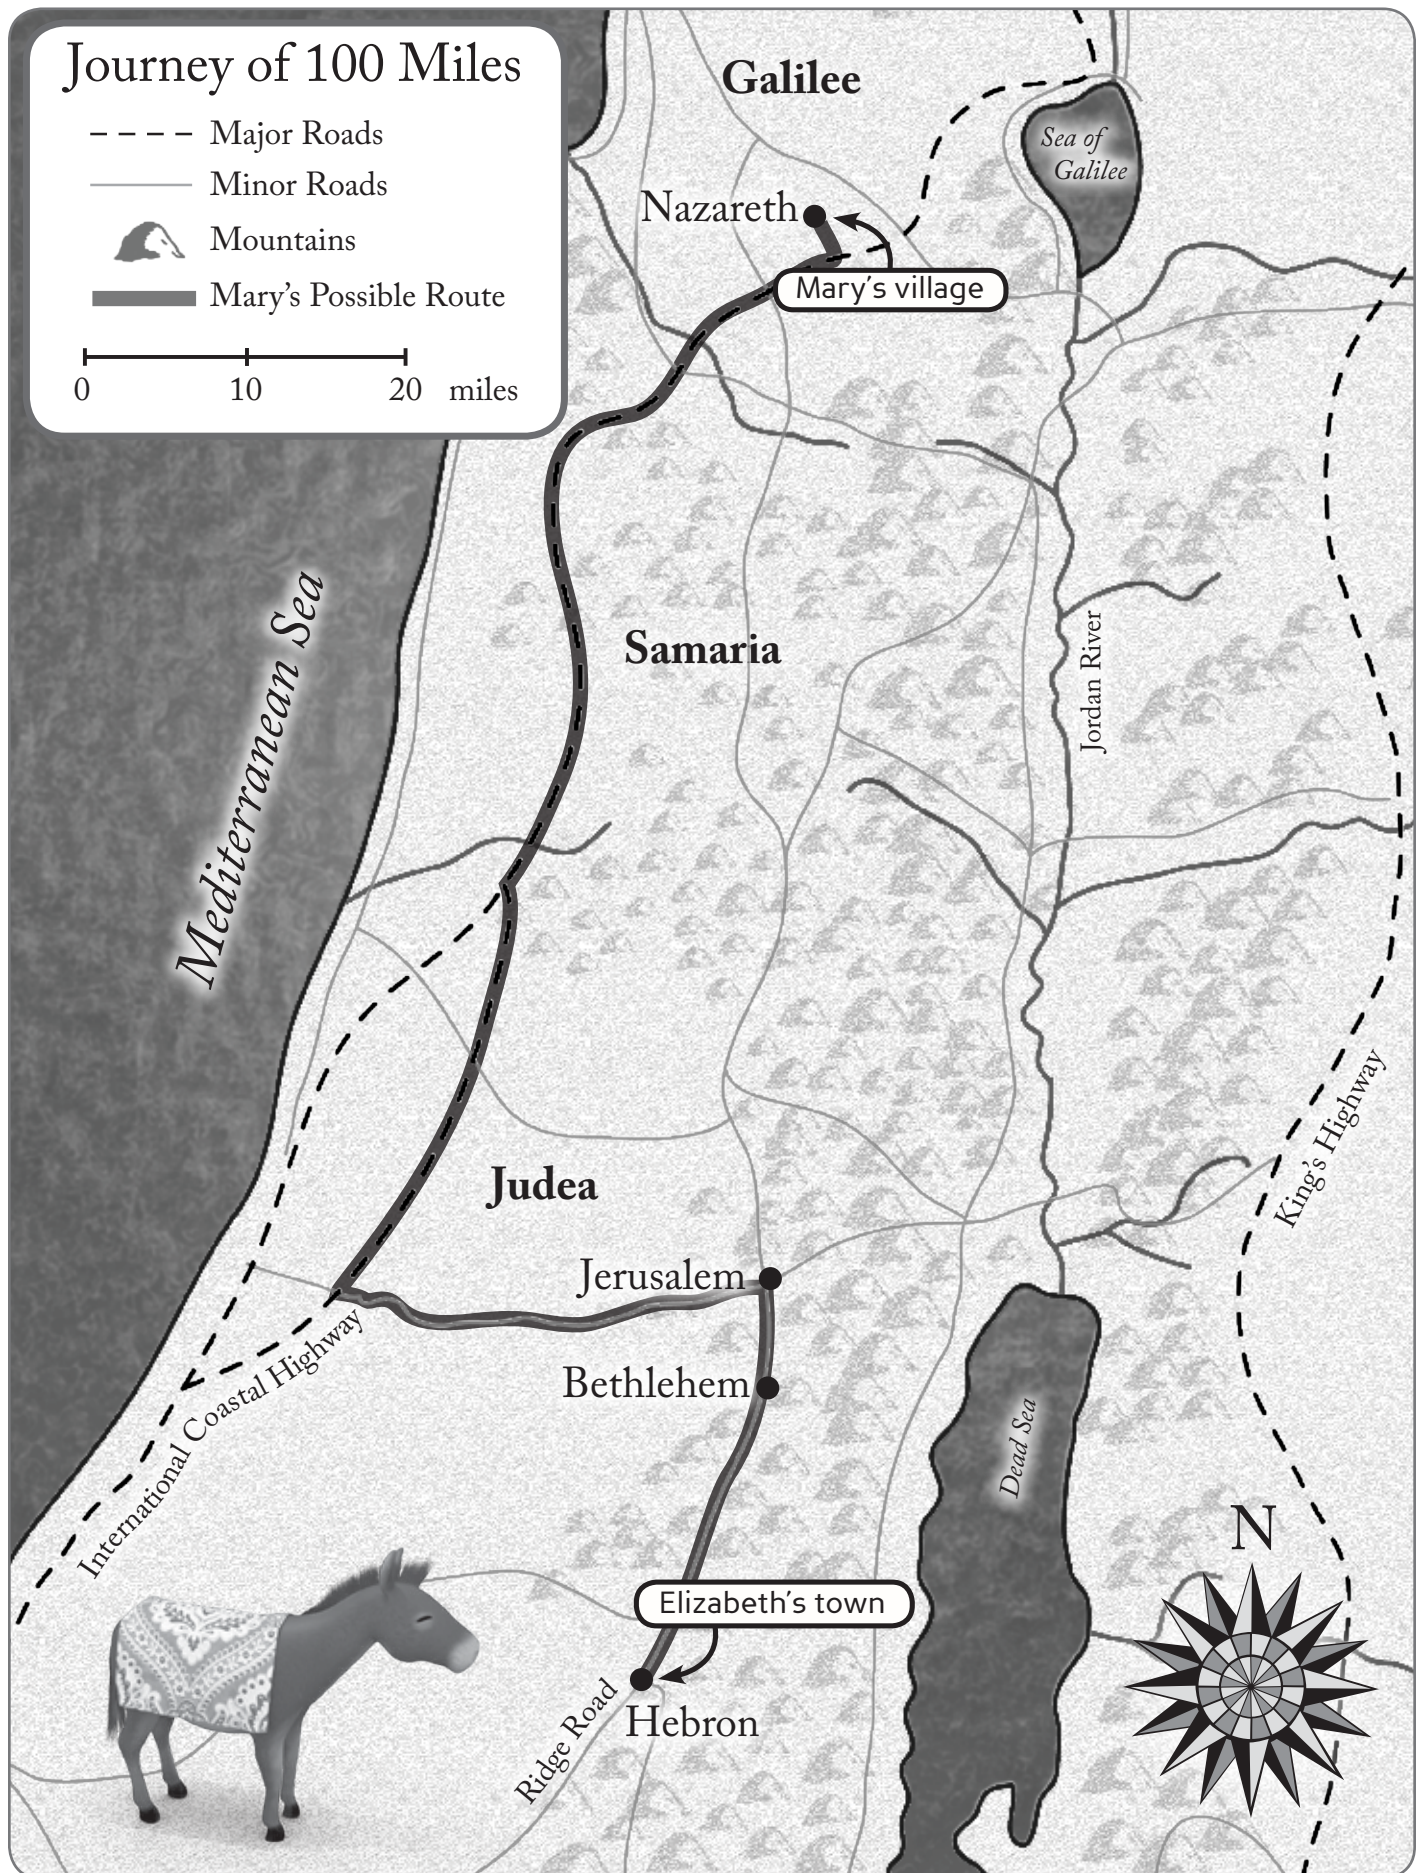 Journey of 100 Miles
Major Roads
Minor Roads
Mountains
Mary's Possible Route
0 10 20 miles
Galilee
Sea of
Galilee
Nazareth
Mary's village
Mediterranean Sea
Samaria
Jordan River
King's Highway
Judea
Jerusalem
International Coastal Highway
Bethlehem
Dead Sea
N
Elizabeth's town
Ridge Road
Hebron